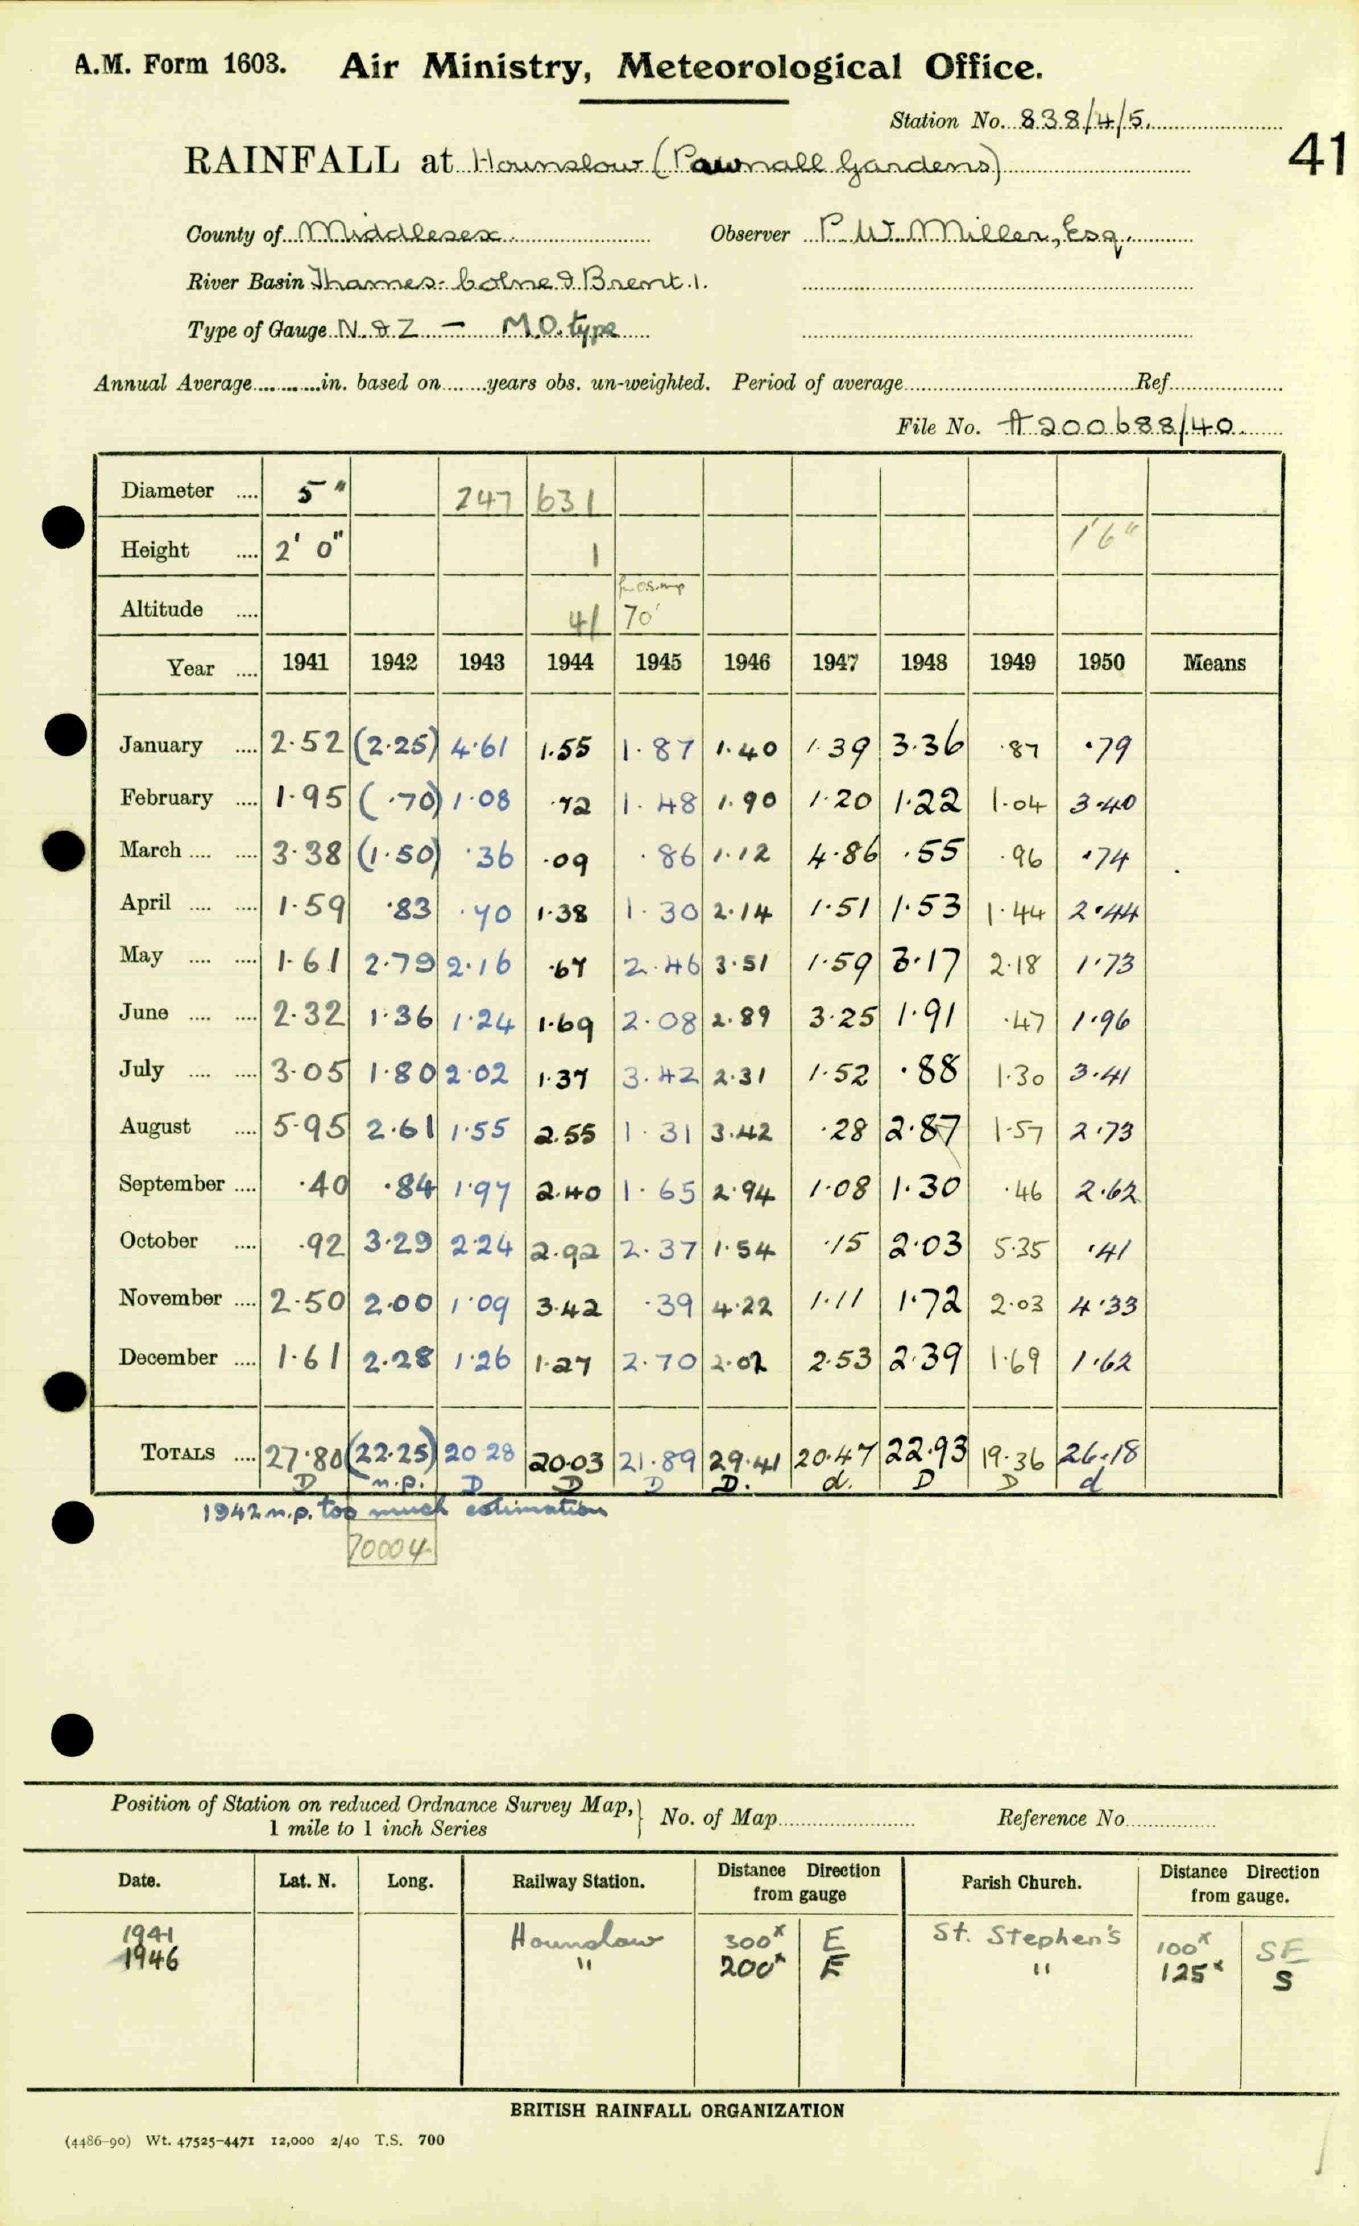 A.M. Form 1603. Air Ministry, Meteorological Office.
Station No. 838/4/5.
41
RAINFALL at Hounslow (Pownall Gardens)
County of Middlesex. Observer P. W. Miller, Esq.
River Basin Thames - Colne & Brent. 1.
Type of Gauge N. & Z — M.O. type
Annual Average in. based on years obs. un-weighted. Period of average Ref.
File No. A200688/40
Diameter 5" 247 631
Height 2' 0" 1 1'6"
Altitude 41 70'
Year 1941 1942 1943 1944 1945 1946 1947 1948 1949 1950 Means
January 2.52 (2.25) 4.61 1.55 1.87 1.40 1.39 3.36 .87 .79
February 1.95 (.70) 1.08 .72 1.48 1.90 1.20 1.22 1.04 3.40
March 3.38 (1.50) .36 .09 .86 1.12 4.86 .55 .96 .74
April 1.59 .83 .70 1.38 1.30 2.14 1.51 1.53 1.44 2.44
May 1.61 2.79 2.16 .67 2.46 3.51 1.59 3.17 2.18 1.73
June 2.32 1.36 1.24 1.69 2.08 2.89 3.25 1.91 .47 1.96
July 3.05 1.80 2.02 1.37 3.42 2.31 1.52 .88 1.30 3.41
August 5.95 2.61 1.55 2.55 1.31 3.42 .28 2.87 1.57 2.73
September .40 .84 1.97 2.40 1.65 2.94 1.08 1.30 .46 2.62
October .92 3.29 2.24 2.92 2.37 1.54 .15 2.03 5.35 .41
November 2.50 2.00 1.09 3.42 .39 4.22 1.11 1.72 2.03 4.33
December 1.61 2.28 1.26 1.27 2.70 2.02 2.53 2.39 1.69 1.62
TOTALS 27.80 (22.25) 20.28 20.03 21.89 29.41 20.47 22.93 19.36 26.18
D n.p. D D D D. d. D D d
1942 n.p. too much estimation
70004
Position of Station on reduced Ordnance Survey Map, No. of Map Reference No
1 mile to 1 inch Series
Date. Lat. N. Long. Railway Station. Distance Direction from gauge Parish Church. Distance Direction from gauge.
1941 Hounslow 300x E St. Stephen's 100x SE
1946 " 200x E " 125x S
BRITISH RAINFALL ORGANIZATION
(4486-90) Wt. 47525-4471 12,000 2/40 T.S. 700